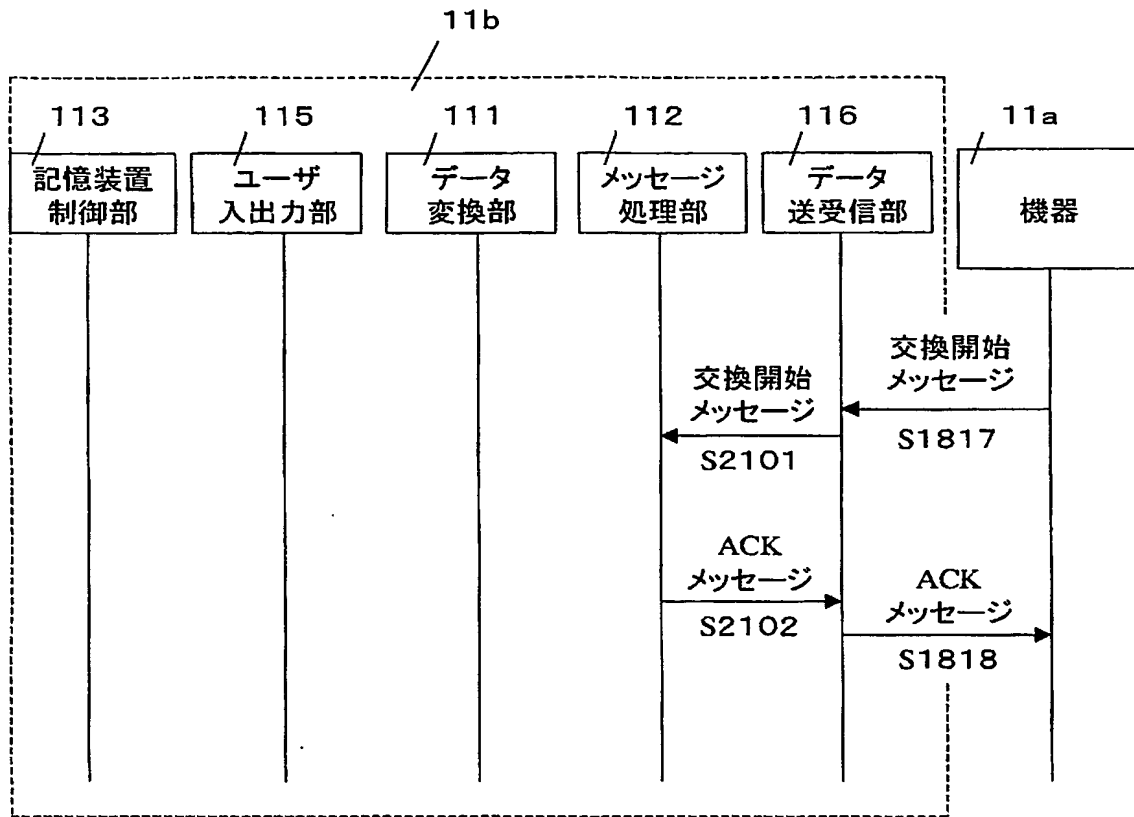 11b
113
115
111
112
116
11a
記憶装置
制御部
ユーザ
入出力部
データ
変換部
メッセージ
処理部
データ
送受信部
機器
交換開始
メッセージ
S1817
交換開始
メッセージ
S2101
ACK
メッセージ
S2102
ACK
メッセージ
S1818